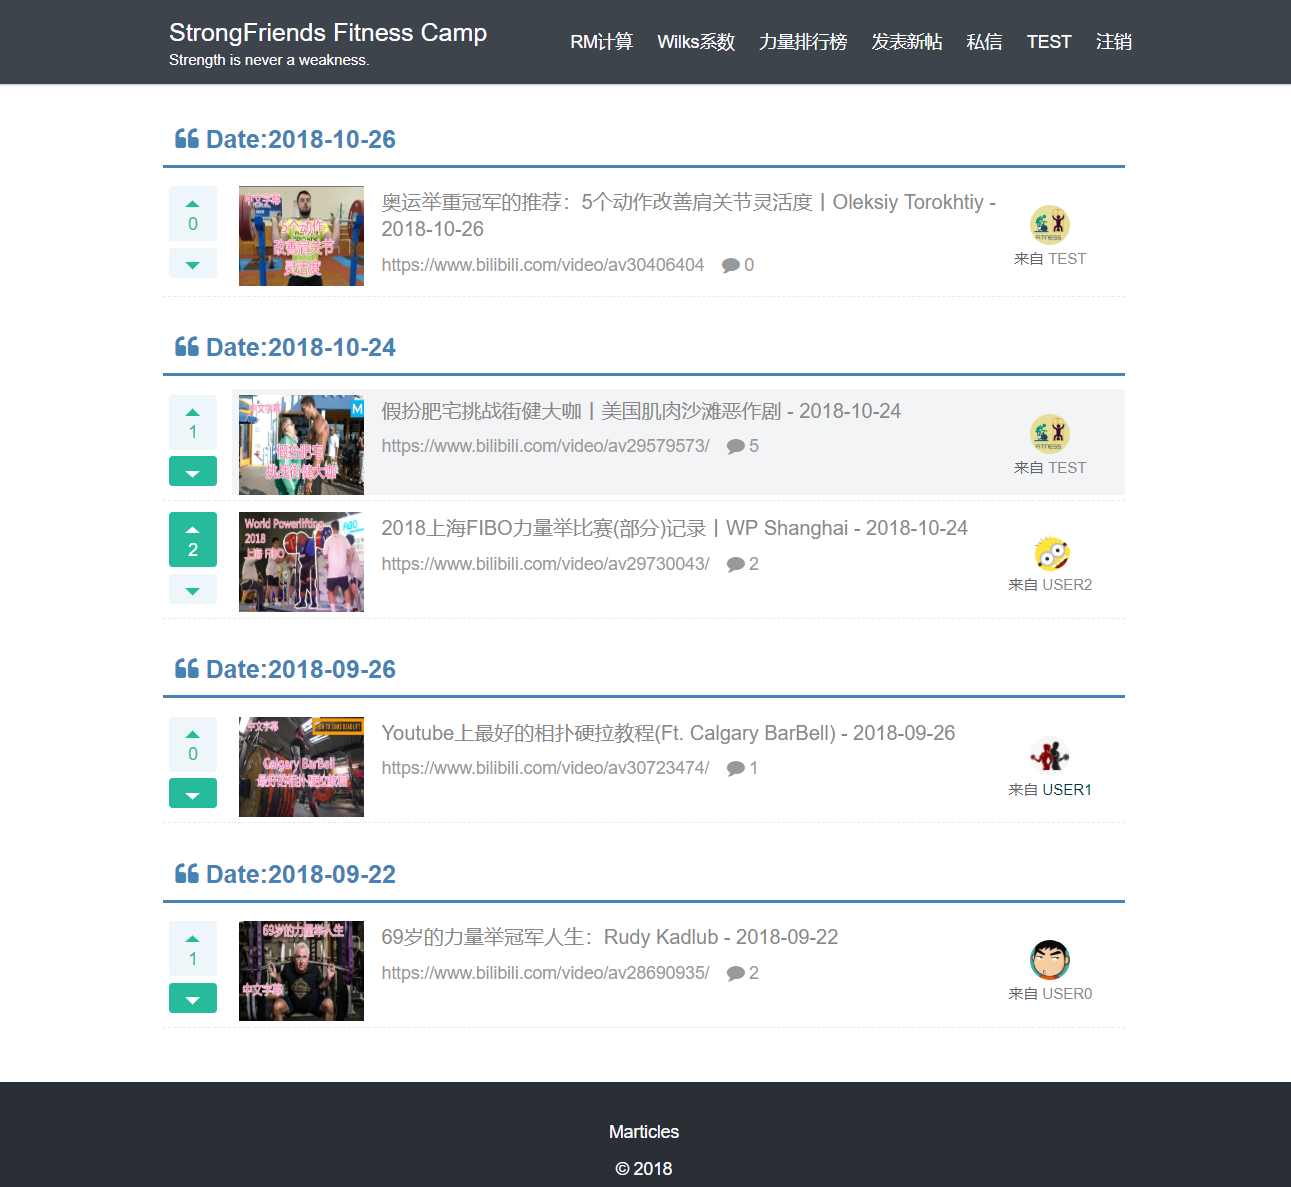 StrongFriends Fitness Camp
Strength is never a weakness.
RM计算 Wilks系数 力量排行榜 发表新帖 私信 TEST 注销
Date:2018-10-26
0
中文字幕
5个动作
改善肩关节
灵活度
奥运举重冠军的推荐：5个动作改善肩关节灵活度丨Oleksiy Torokhtiy -
2018-10-26
https://www.bilibili.com/video/av30406404 0
来自 TEST
Date:2018-10-24
1
中文字幕
M
假扮肥宅
挑战街健大咖
假扮肥宅挑战街健大咖丨美国肌肉沙滩恶作剧 - 2018-10-24
https://www.bilibili.com/video/av29579573/ 5
来自 TEST
2
World Powerlifting
2018
上海 FIBO
2018上海FIBO力量举比赛(部分)记录丨WP Shanghai - 2018-10-24
https://www.bilibili.com/video/av29730043/ 2
来自 USER2
Date:2018-09-26
0
中文字幕
Calgary BarBell
最好的相扑硬拉教程
Youtube上最好的相扑硬拉教程(Ft. Calgary BarBell) - 2018-09-26
https://www.bilibili.com/video/av30723474/ 1
来自 USER1
Date:2018-09-22
1
69岁的力量举人生
中文字幕
69岁的力量举冠军人生：Rudy Kadlub - 2018-09-22
https://www.bilibili.com/video/av28690935/ 2
来自 USER0
Marticles
© 2018